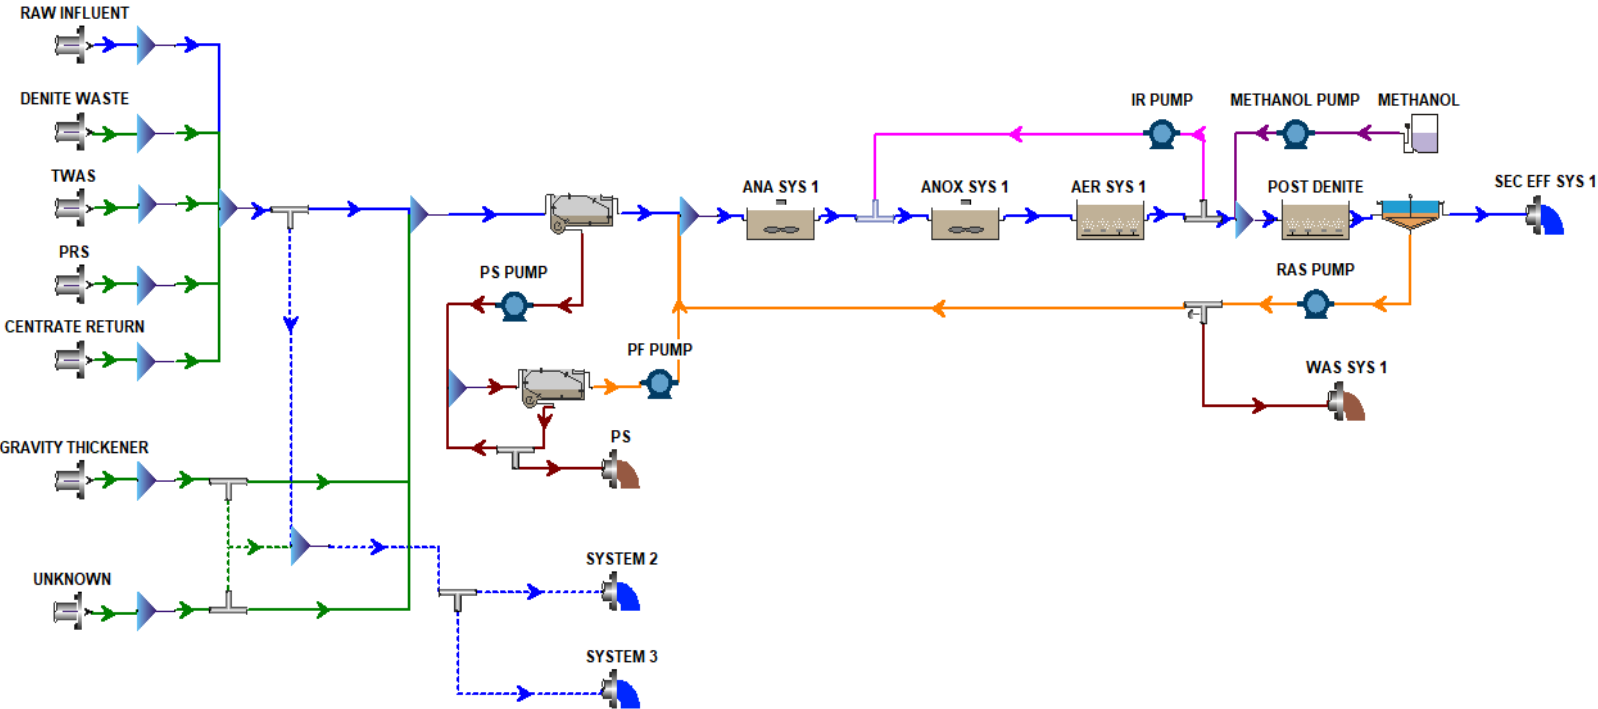 RAW INFLUENT
DENITE WASTE
IR PUMP
METHANOL PUMP
METHANOL
TWAS
ANA SYS 1
ANOX SYS 1
AER SYS 1
POST DENITE
SEC EFF SYS 1
PRS
PS PUMP
RAS PUMP
CENTRATE RETURN
PF PUMP
WAS SYS 1
PS
GRAVITY THICKENER
SYSTEM 2
UNKNOWN
SYSTEM 3